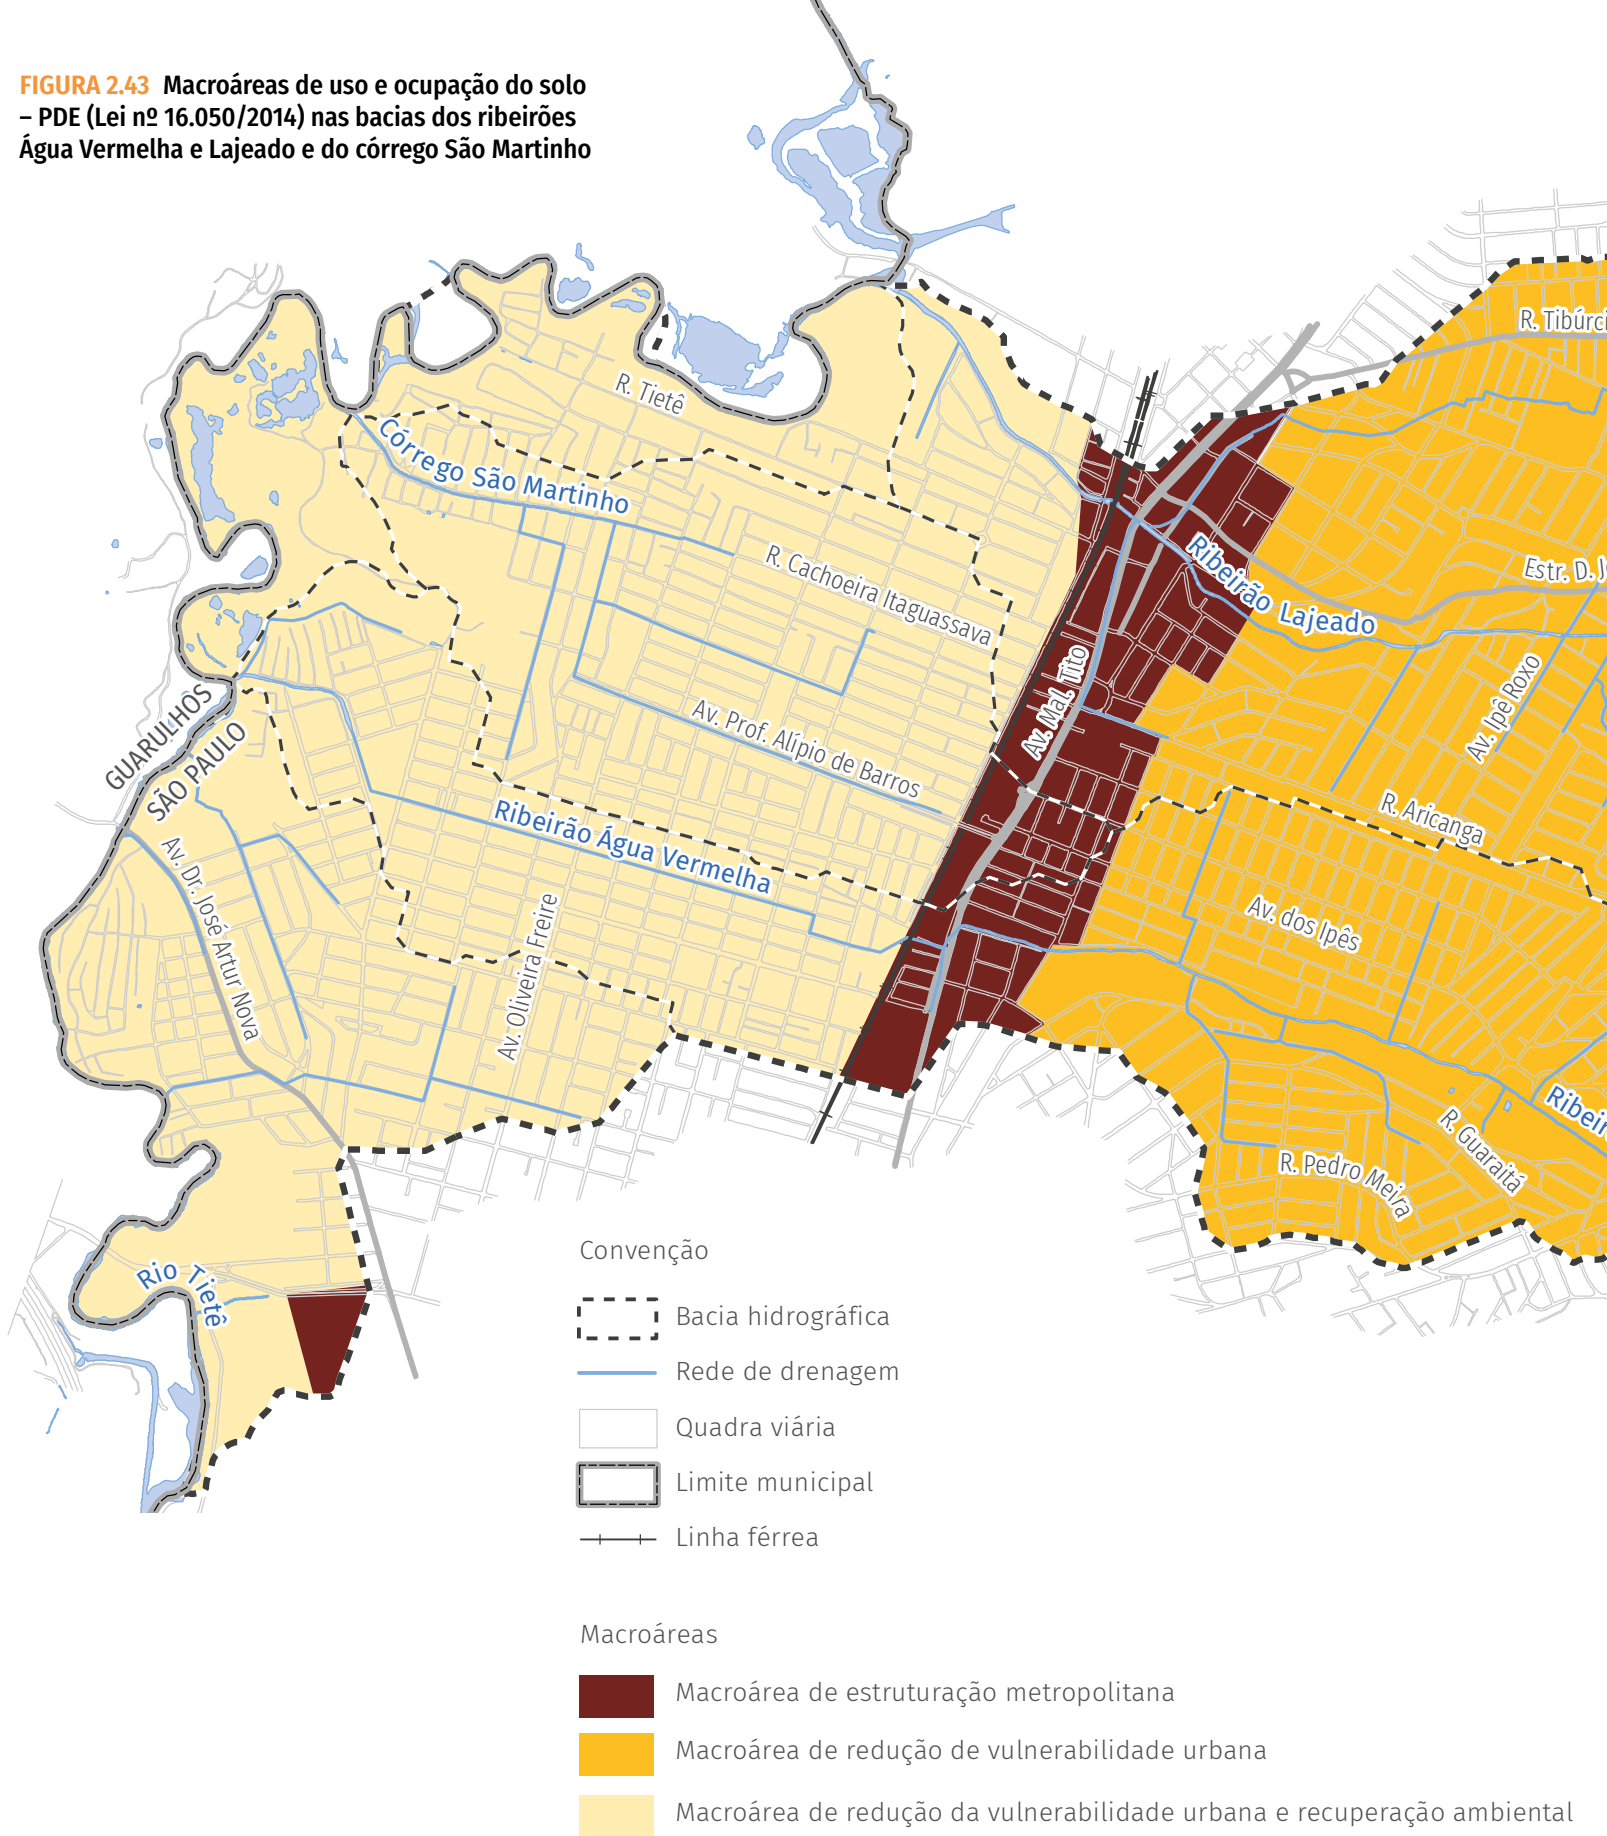 FIGURA 2.43 Macroáreas de uso e ocupação do solo
– PDE (Lei nº 16.050/2014) nas bacias dos ribeirões
Água Vermelha e Lajeado e do córrego São Martinho
R. Tibúrci
R. Tietê
Córrego São Martinho
R. Cachoeira Itaguassava
Ribeirão Lajeado
Estr. D. J
Av. Mal. Tito
Av. Ipê Roxo
GUARULHOS
SÃO PAULO
Av. Prof. Alípio de Barros
R. Aricanga
Ribeirão Água Vermelha
Av. Dr. José Artur Nova
Av. Oliveira Freire
Av. dos Ipês
Ribeir
R. Guaraitá
R. Pedro Meira
Rio Tietê
Convenção
Bacia hidrográfica
Rede de drenagem
Quadra viária
Limite municipal
Linha férrea
Macroáreas
Macroárea de estruturação metropolitana
Macroárea de redução de vulnerabilidade urbana
Macroárea de redução da vulnerabilidade urbana e recuperação ambiental